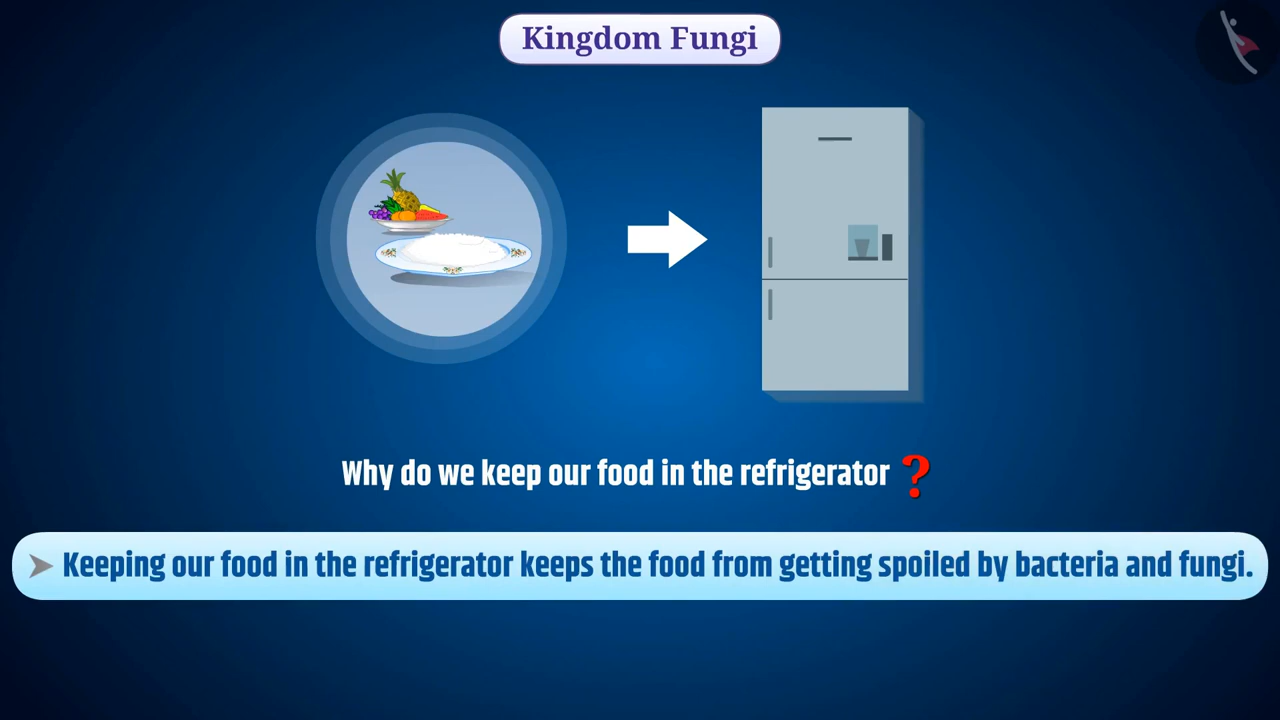 Kingdom Fungi
Why do we keep our food in the refrigerator ?
➤ Keeping our food in the refrigerator keeps the food from getting spoiled by bacteria and fungi.